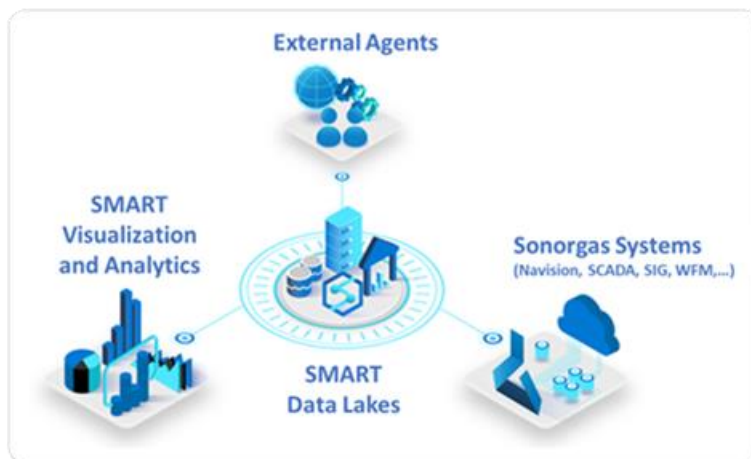 External Agents
SMART
Visualization
and Analytics
Sonorgas Systems
(Navision, SCADA, SIG, WFM,...)
SMART
Data Lakes